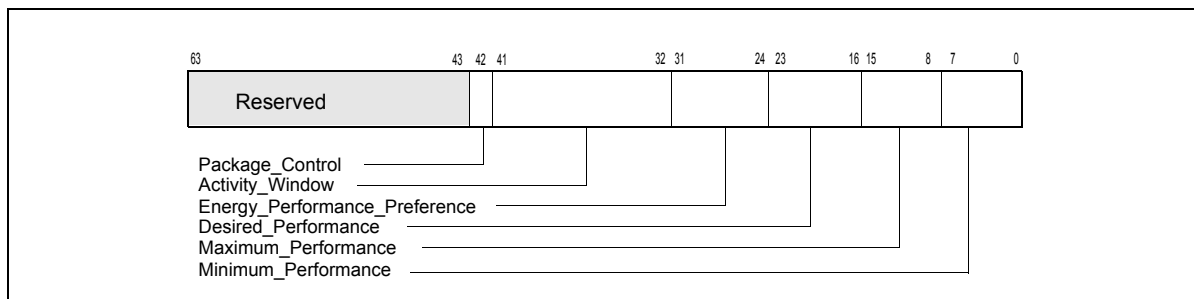 63 43 42 41 32 31 24 23 16 15 8 7 0
Reserved
Package_Control
Activity_Window
Energy_Performance_Preference
Desired_Performance
Maximum_Performance
Minimum_Performance